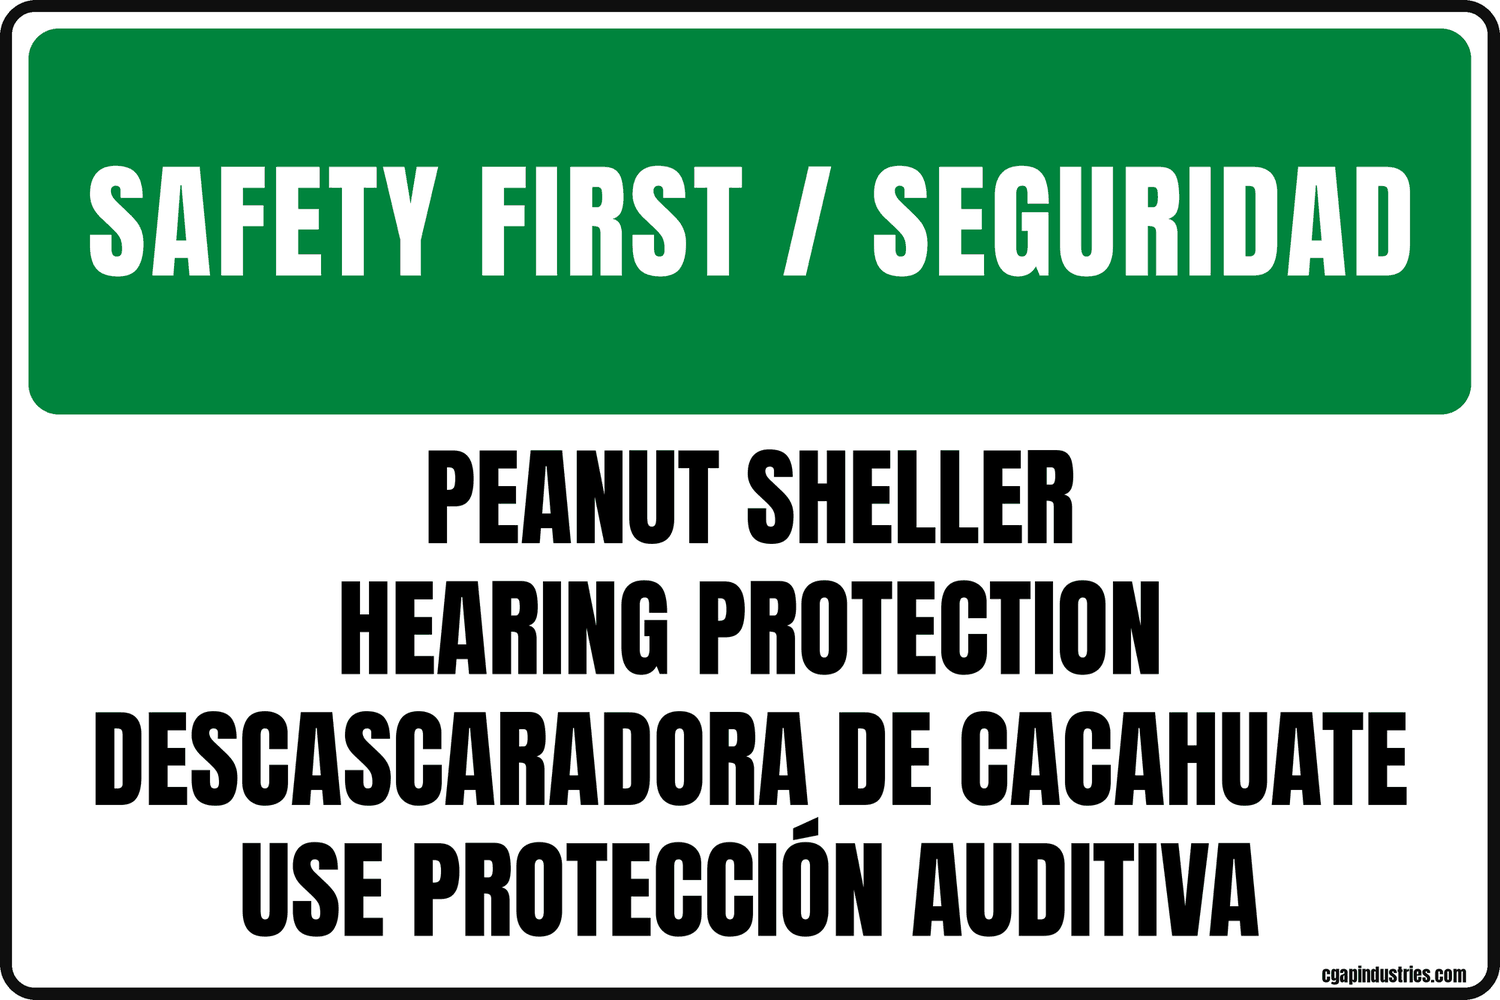 SAFETY FIRST / SEGURIDAD
PEANUT SHELLER
HEARING PROTECTION
DESCASCARADORA DE CACAHUATE
USE PROTECCIÓN AUDITIVA
cgapindustries.com